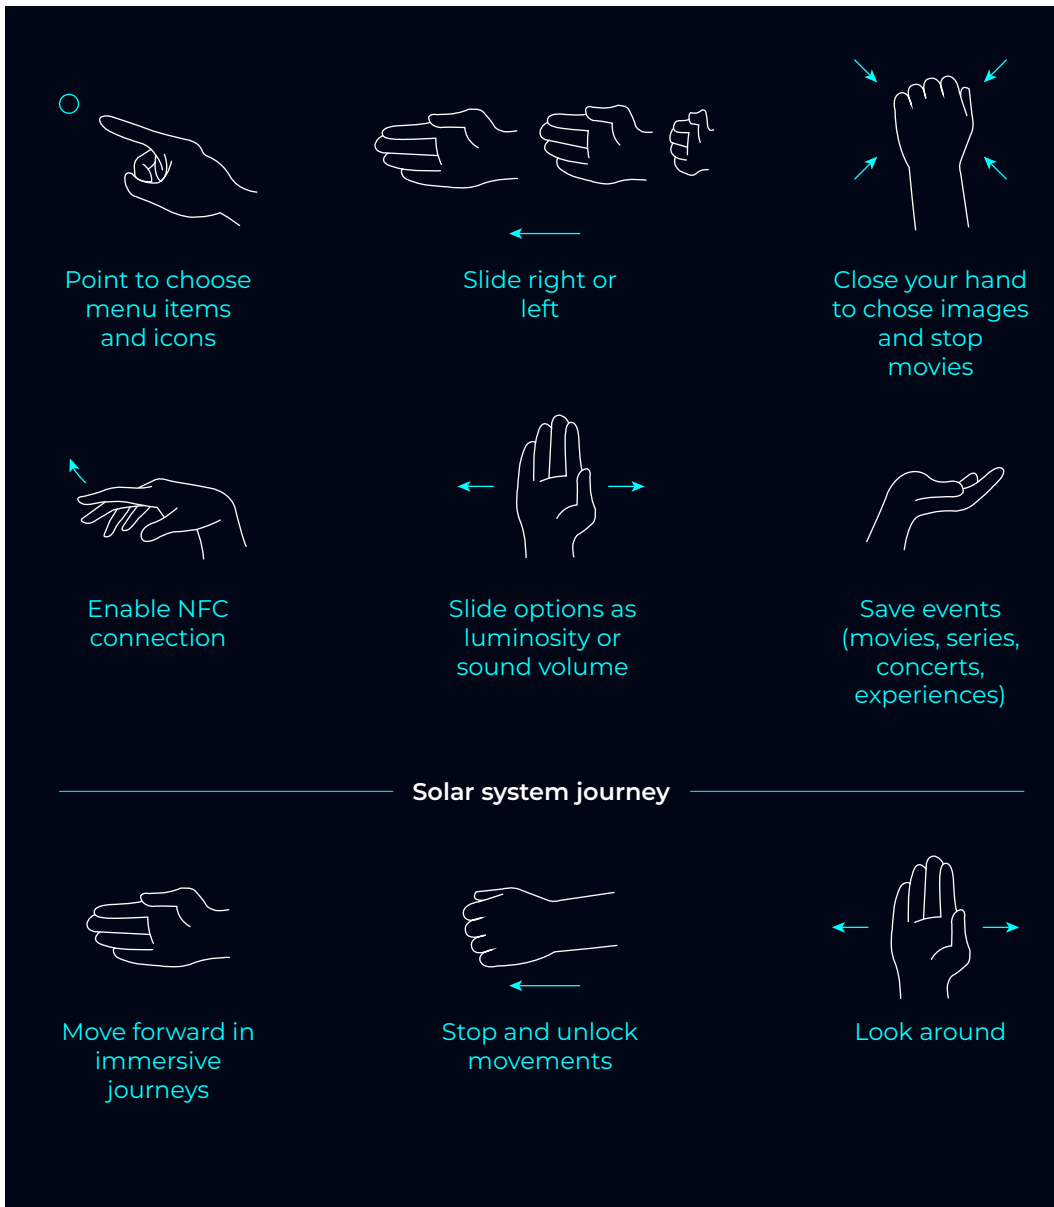 Point to choose
menu items
and icons
Slide right or
left
Close your hand
to chose images
and stop
movies
Enable NFC
connection
Slide options as
luminosity or
sound volume
Save events
(movies, series,
concerts,
experiences)
Solar system journey
Move forward in
immersive
journeys
Stop and unlock
movements
Look around